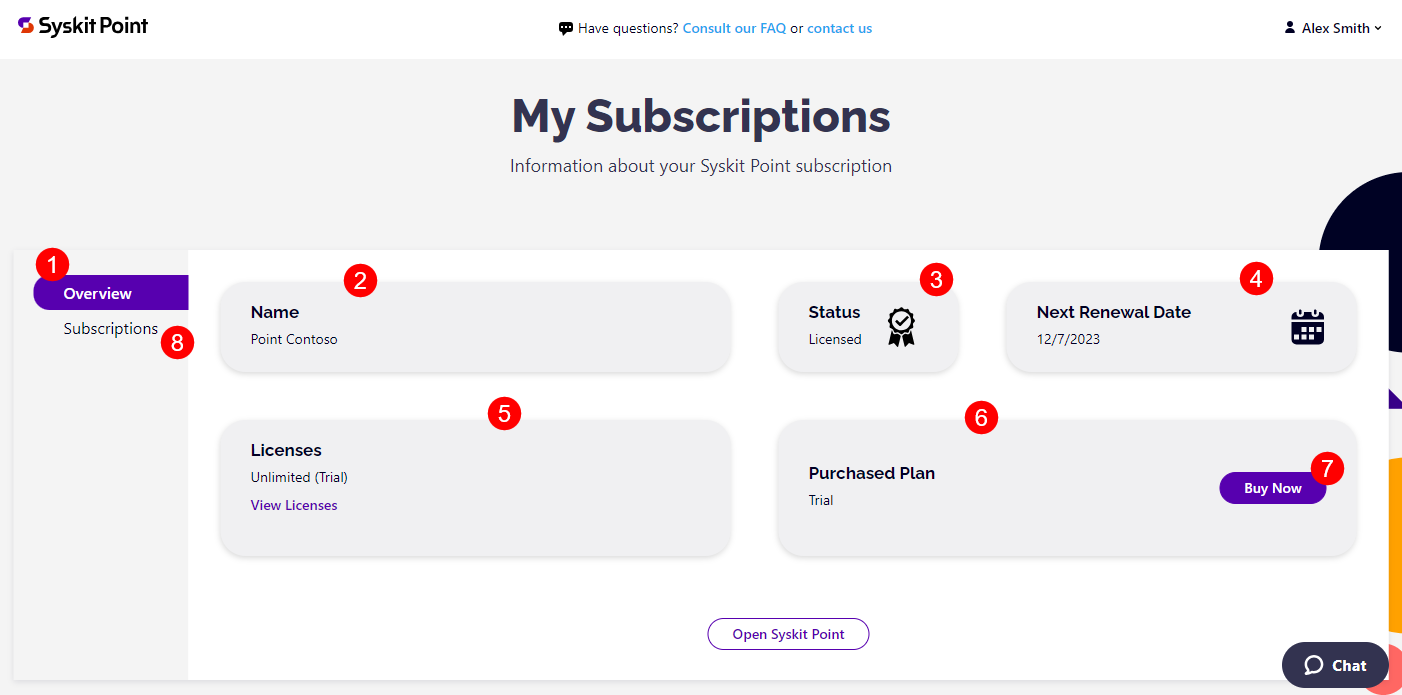 Syskit Point
Have questions? Consult our FAQ or contact us
Alex Smith
My Subscriptions
Information about your Syskit Point subscription
1
Overview
Subscriptions
8
2
Name
Point Contoso
3
Status
Licensed
4
Next Renewal Date
12/7/2023
5
Licenses
Unlimited (Trial)
View Licenses
6
Purchased Plan
Trial
7
Buy Now
Open Syskit Point
Chat